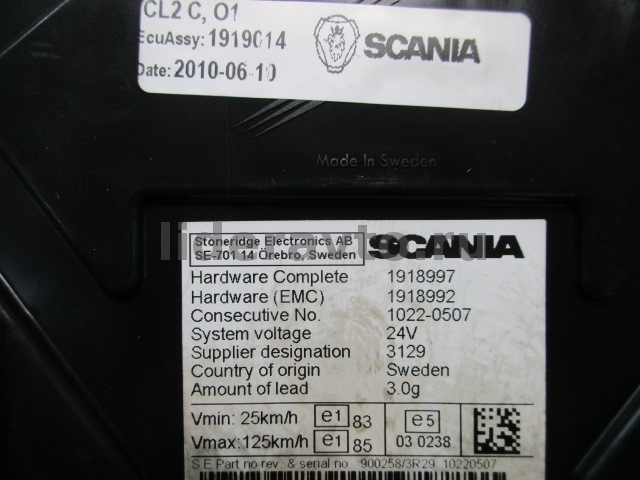 CL2 C, O1
EcuAssy: 1919014
Date: 2010-06-10
SCANIA
Made In Sweden
lideravto.ru
Stoneridge Electronics AB
SE-701 14 Örebro, Sweden
SCANIA
Hardware Complete 1918997
Hardware (EMC) 1918992
Consecutive No. 1022-0507
System voltage 24V
Supplier designation 3129
Country of origin Sweden
Amount of lead 3.0g
Vmin: 25km/h e1 83 e5
Vmax: 125km/h e1 85 03 0238
S E Part no rev. & serial no 900258/3R29 10220507